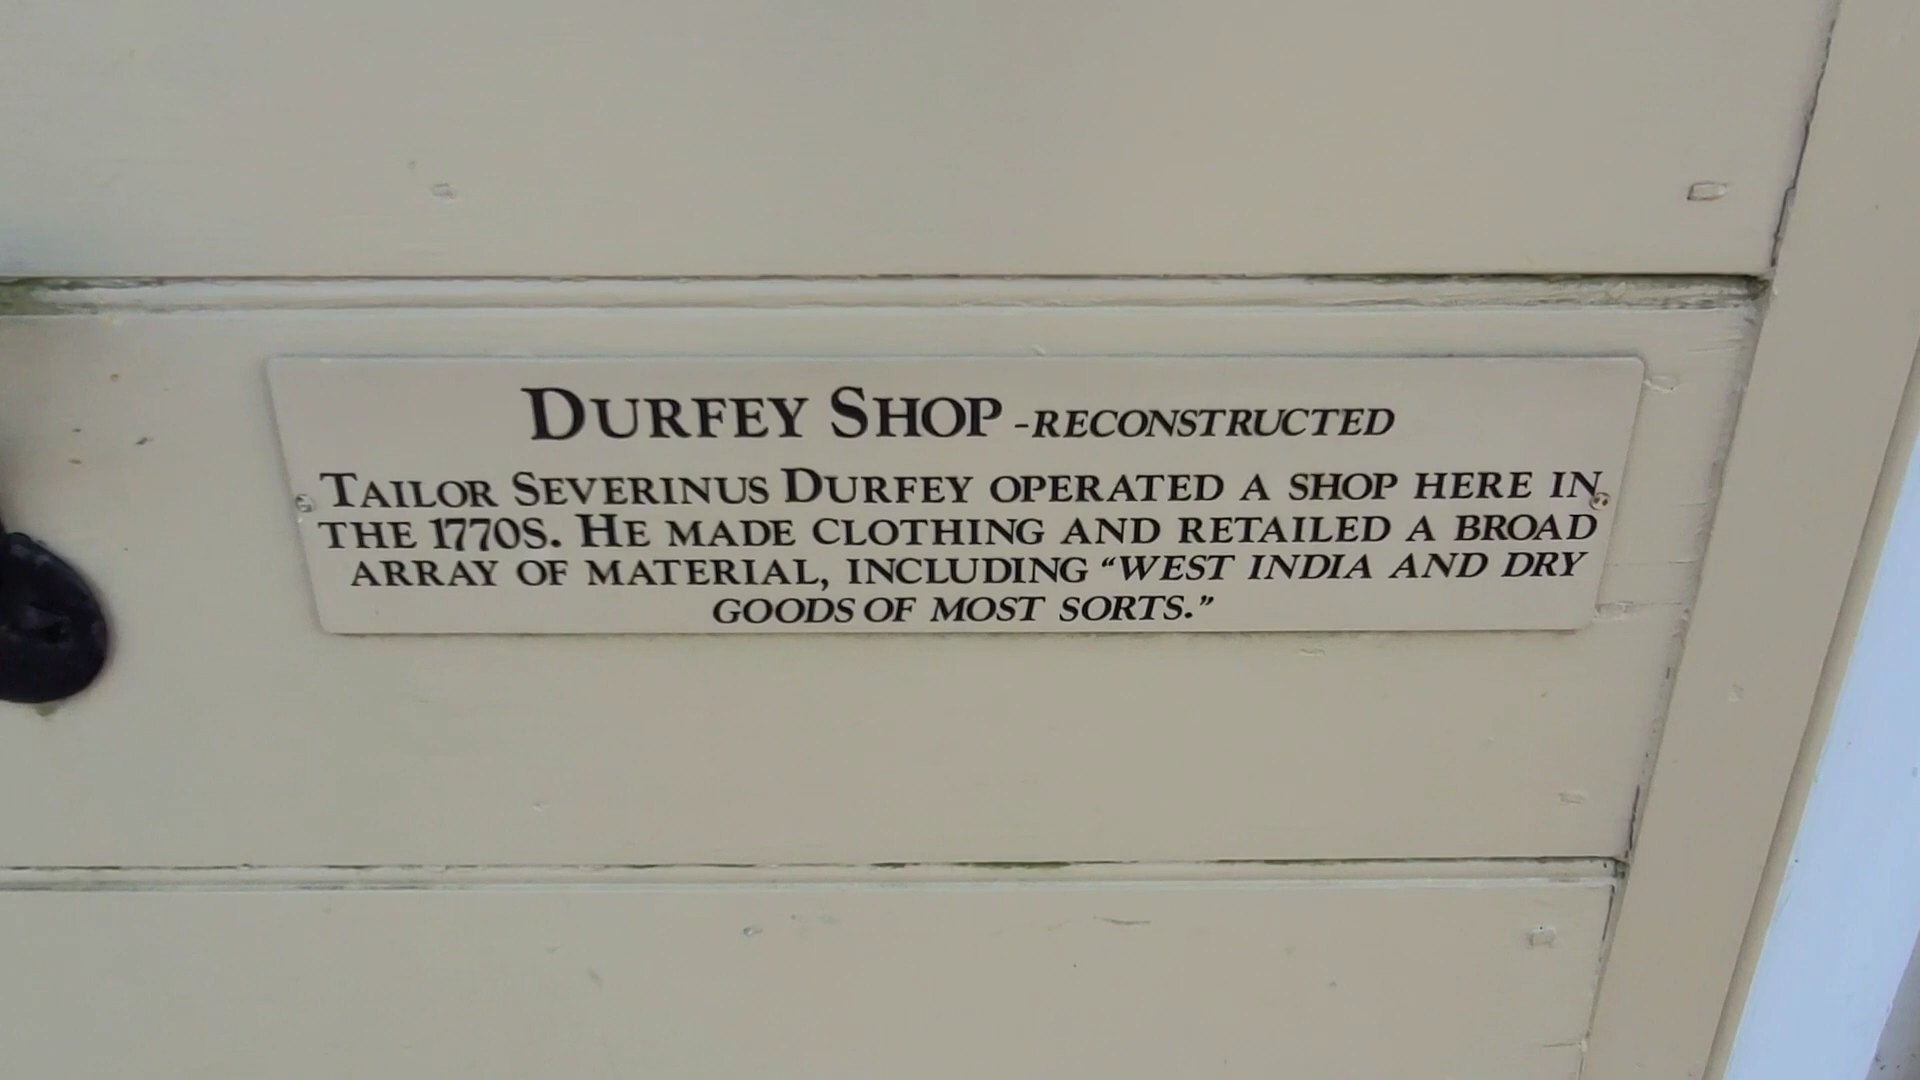 DURFEY SHOP -RECONSTRUCTED
TAILOR SEVERINUS DURFEY OPERATED A SHOP HERE IN
THE 1770S. HE MADE CLOTHING AND RETAILED A BROAD
ARRAY OF MATERIAL, INCLUDING “WEST INDIA AND DRY
GOODS OF MOST SORTS.”